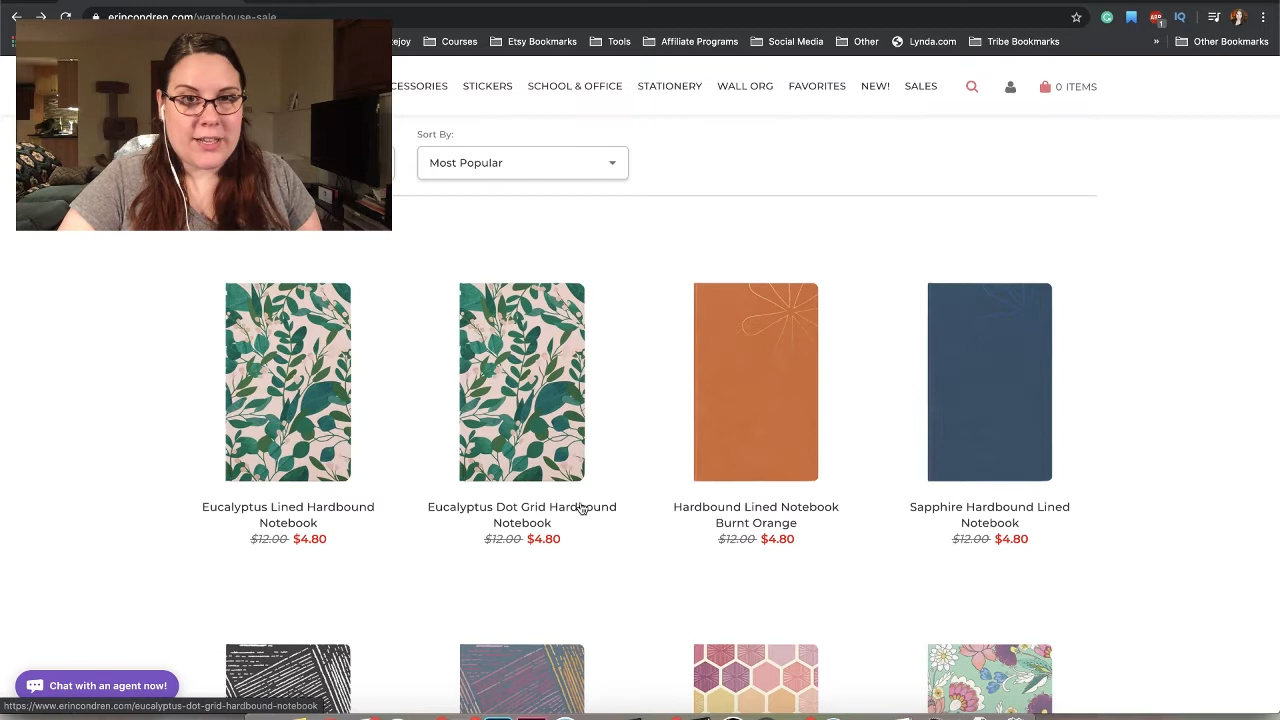 erincondren.com/warehouse-sale
1
etejoy Courses Etsy Bookmarks Tools Affiliate Programs Social Media Other Lynda.com Tribe Bookmarks » Other Bookmarks
CCESSORIES STICKERS SCHOOL & OFFICE STATIONERY WALL ORG FAVORITES NEW! SALES 0 ITEMS
Sort By:
Most Popular
Eucalyptus Lined Hardbound Notebook
$12.00 $4.80
Eucalyptus Dot Grid Hardbound Notebook
$12.00 $4.80
Hardbound Lined Notebook Burnt Orange
$12.00 $4.80
Sapphire Hardbound Lined Notebook
$12.00 $4.80
Chat with an agent now!
https://www.erincondren.com/eucalyptus-dot-grid-hardbound-notebook